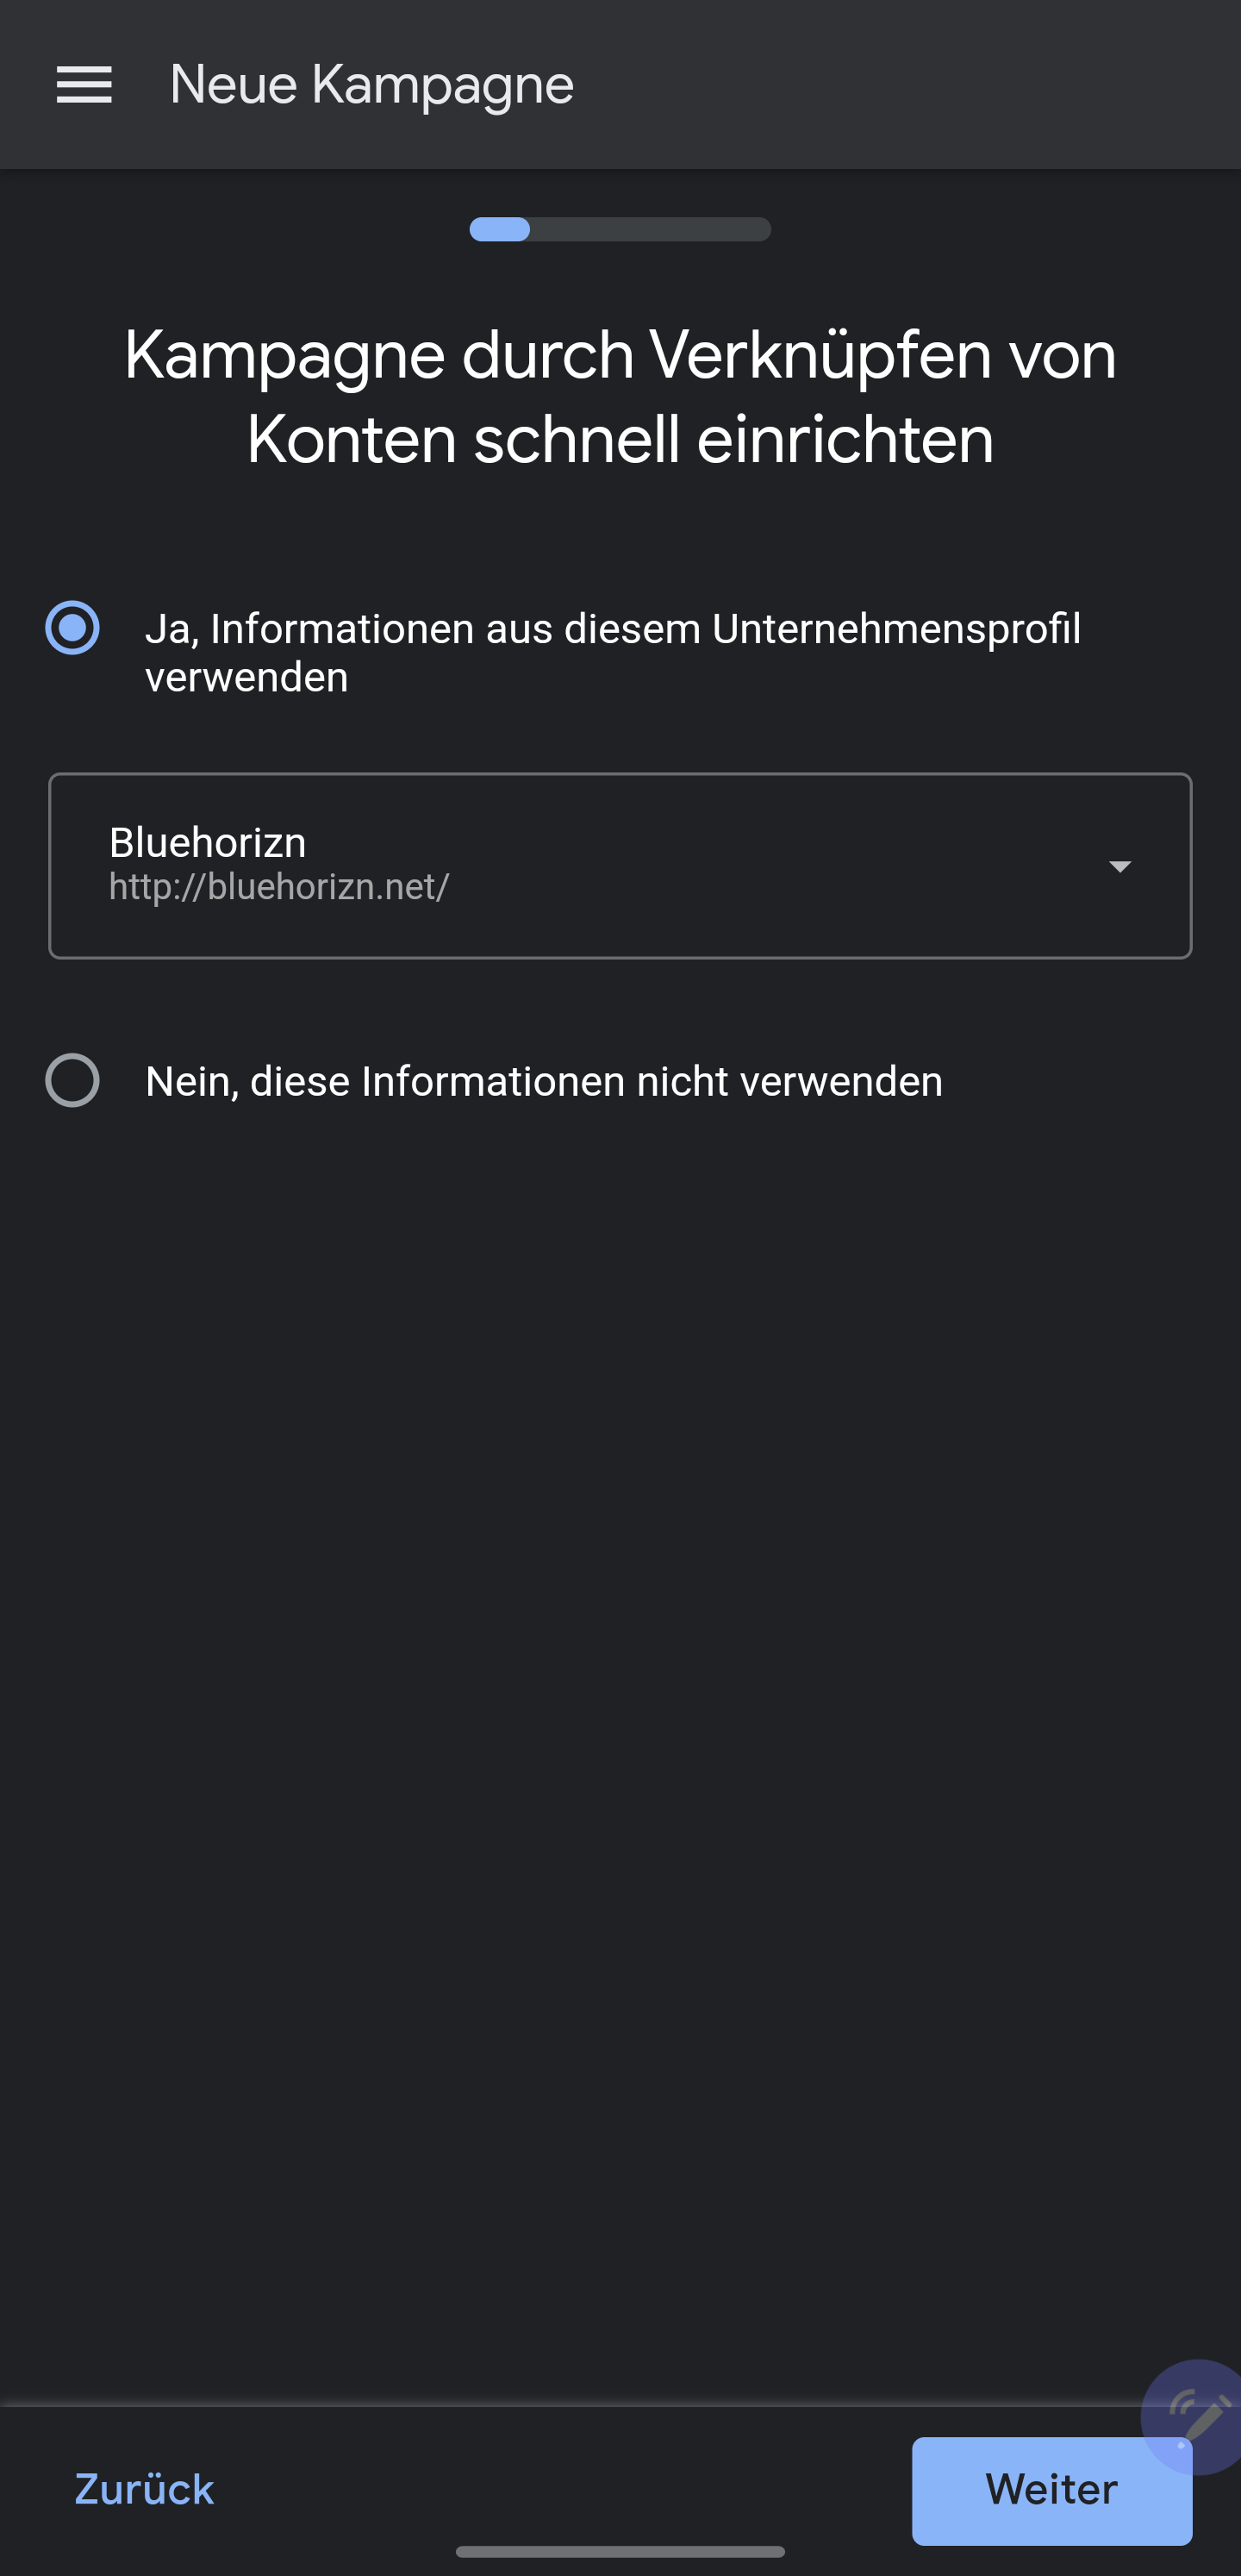 Neue Kampagne
Kampagne durch Verknüpfen von
Konten schnell einrichten
Ja, Informationen aus diesem Unternehmensprofil
verwenden
Bluehorizn
http://bluehorizn.net/
Nein, diese Informationen nicht verwenden
Zurück
Weiter